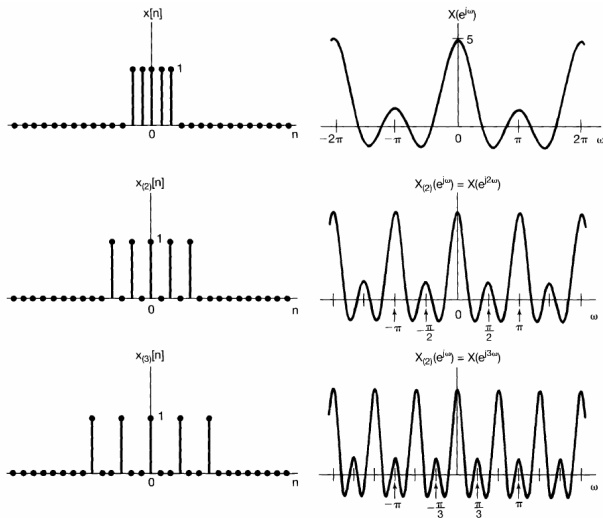 x[n]
1
0
n
X(e^{jω})
5
-2π -π 0 π 2π ω
x_{(2)}[n]
1
0
n
X_{(2)}(e^{jω}) = X(e^{j2ω})
0 ω
-π -π/2 π/2 π
x_{(3)}[n]
1
0
n
X_{(2)}(e^{jω}) = X(e^{j3ω})
0 ω
-π -π/3 π/3 π